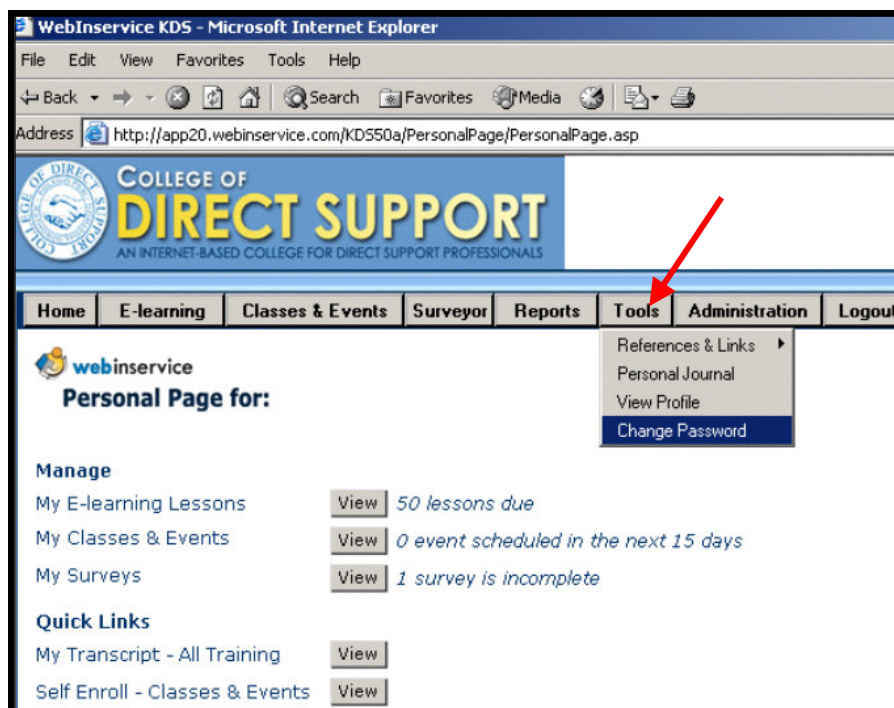 WebInservice KDS - Microsoft Internet Explorer
File Edit View Favorites Tools Help
Back Search Favorites Media
Address http://app20.webinservice.com/KDS50a/PersonalPage/PersonalPage.asp
COLLEGE OF DIRECT SUPPORT
COLLEGE OF
DIRECT SUPPORT
AN INTERNET-BASED COLLEGE FOR DIRECT SUPPORT PROFESSIONALS
Home E-learning Classes & Events Surveyor Reports Tools Administration Logout
References & Links
Personal Journal
View Profile
Change Password
webinservice
Personal Page for:
Manage
My E-learning Lessons View 50 lessons due
My Classes & Events View 0 event scheduled in the next 15 days
My Surveys View 1 survey is incomplete
Quick Links
My Transcript - All Training View
Self Enroll - Classes & Events View